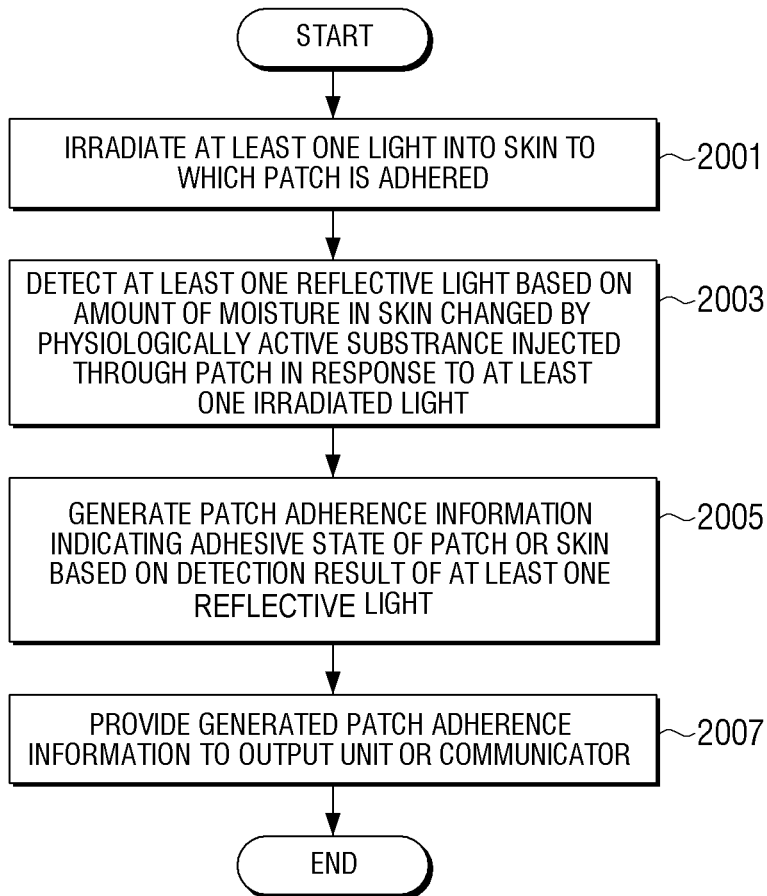 START
IRRADIATE AT LEAST ONE LIGHT INTO SKIN TO
WHICH PATCH IS ADHERED
2001
DETECT AT LEAST ONE REFLECTIVE LIGHT BASED ON
AMOUNT OF MOISTURE IN SKIN CHANGED BY
PHYSIOLOGICALLY ACTIVE SUBSTRANCE INJECTED
THROUGH PATCH IN RESPONSE TO AT LEAST
ONE IRRADIATED LIGHT
2003
GENERATE PATCH ADHERENCE INFORMATION
INDICATING ADHESIVE STATE OF PATCH OR SKIN
BASED ON DETECTION RESULT OF AT LEAST ONE
REFLECTIVE LIGHT
2005
PROVIDE GENERATED PATCH ADHERENCE
INFORMATION TO OUTPUT UNIT OR COMMUNICATOR
2007
END